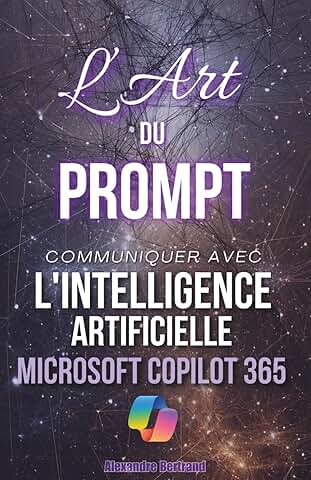 L'Art
DU
PROMPT
COMMUNIQUER AVEC
L'INTELLIGENCE
ARTIFICIELLE
MICROSOFT COPILOT 365
Alexandre Bertrand